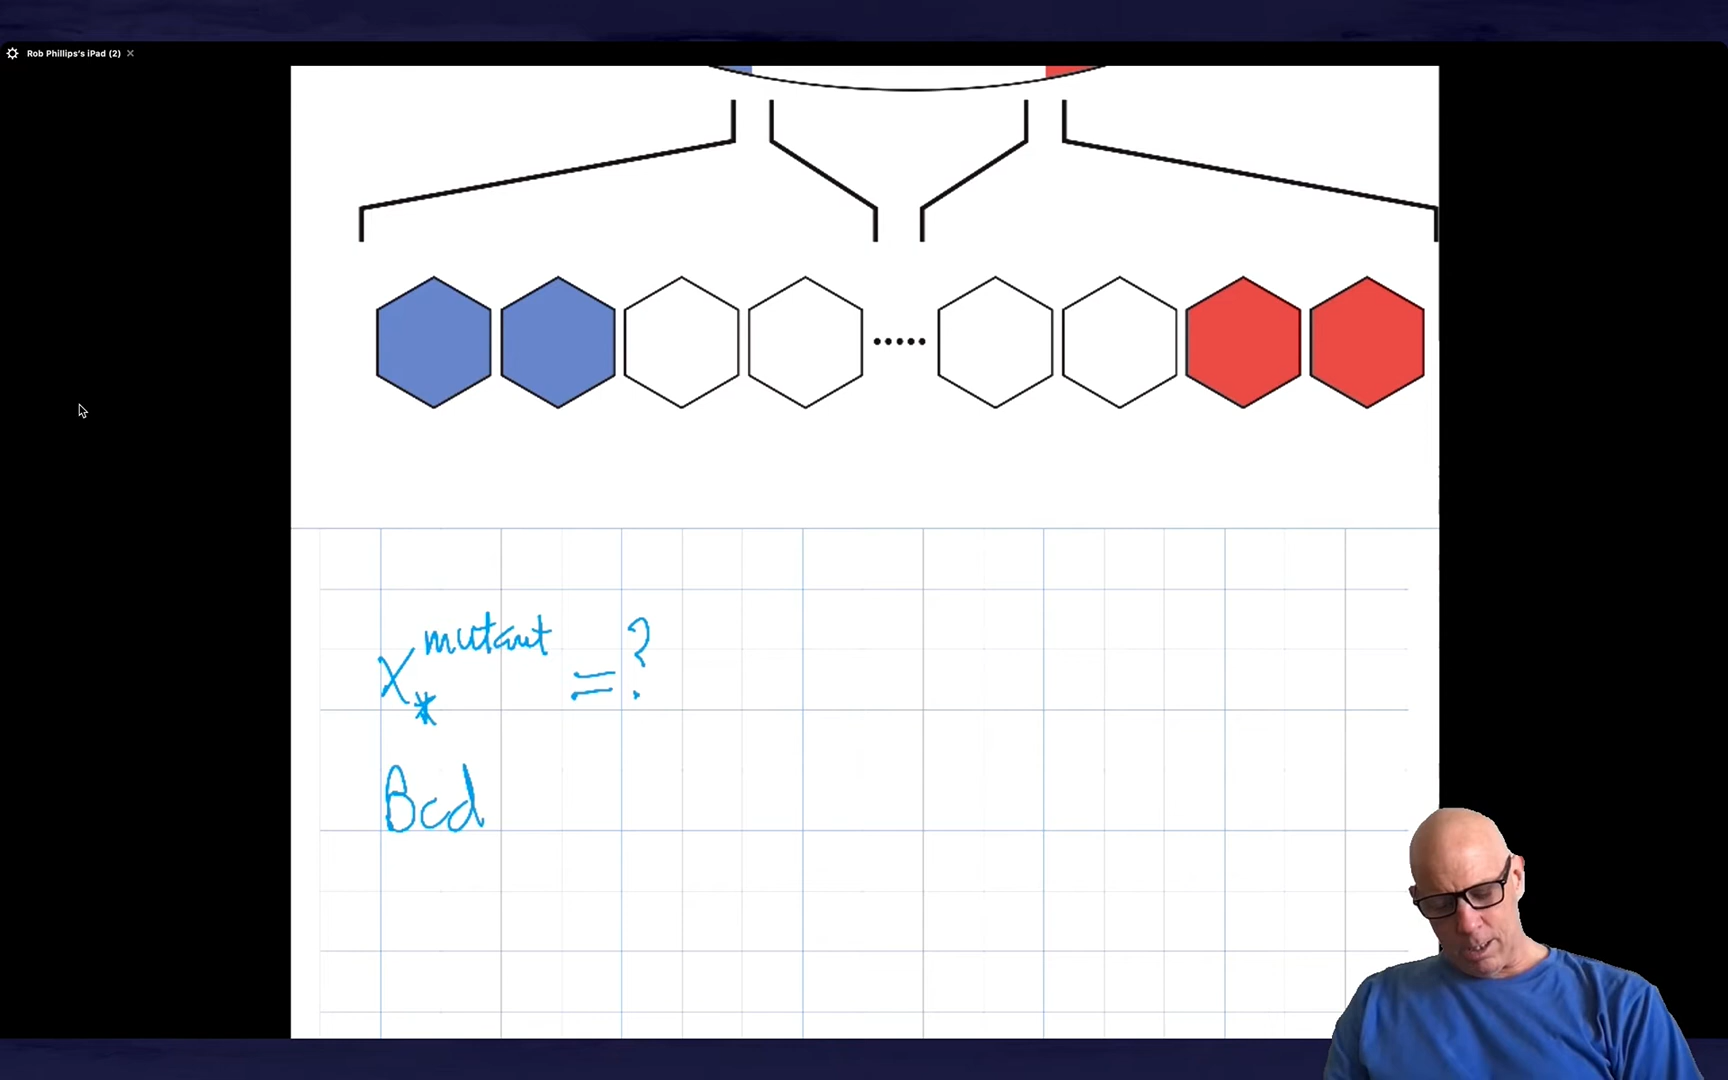 Rob Phillips's iPad (2)
X* mutant = ?
Bcd